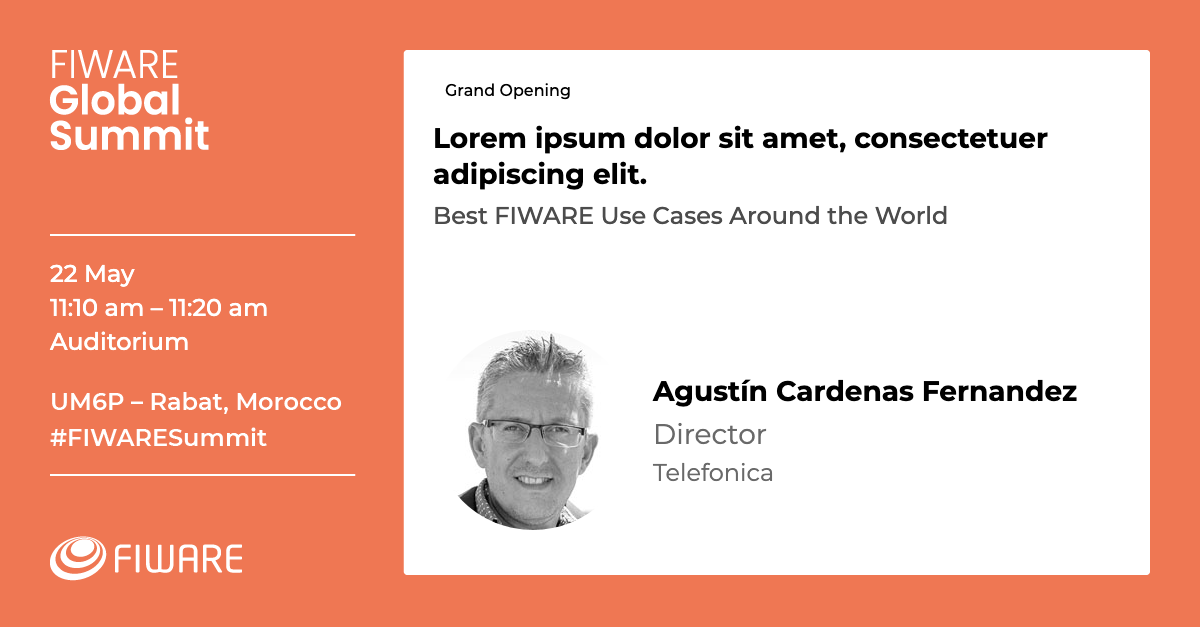 FIWARE
Global
Summit
22 May
11:10 am – 11:20 am
Auditorium
UM6P – Rabat, Morocco
#FIWARESummit
FIWARE
Grand Opening
Lorem ipsum dolor sit amet, consectetuer
adipiscing elit.
Best FIWARE Use Cases Around the World
Agustín Cardenas Fernandez
Director
Telefonica